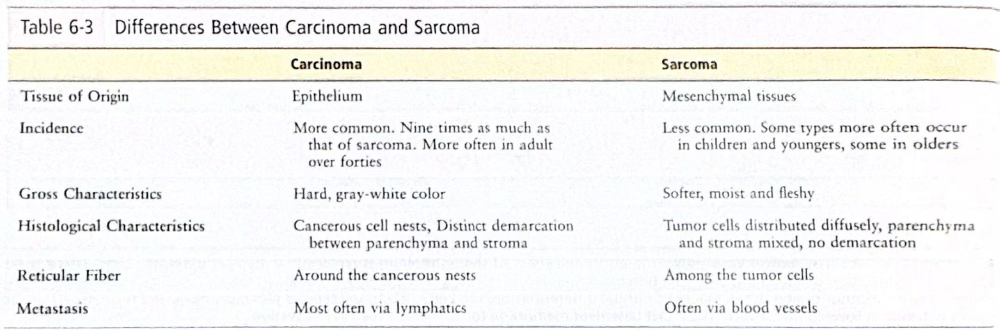 Table 6-3 Differences Between Carcinoma and Sarcoma
Carcinoma Sarcoma
Tissue of Origin Epithelium Mesenchymal tissues
Incidence More common. Nine times as much as Less common. Some types more often occur
that of sarcoma. More often in adult in children and youngers, some in olders
over forties
Gross Characteristics Hard, gray-white color Softer, moist and fleshy
Histological Characteristics Cancerous cell nests, Distinct demarcation Tumor cells distributed diffusely, parenchyma
between parenchyma and stroma and stroma mixed, no demarcation
Reticular Fiber Around the cancerous nests Among the tumor cells
Metastasis Most often via lymphatics Often via blood vessels